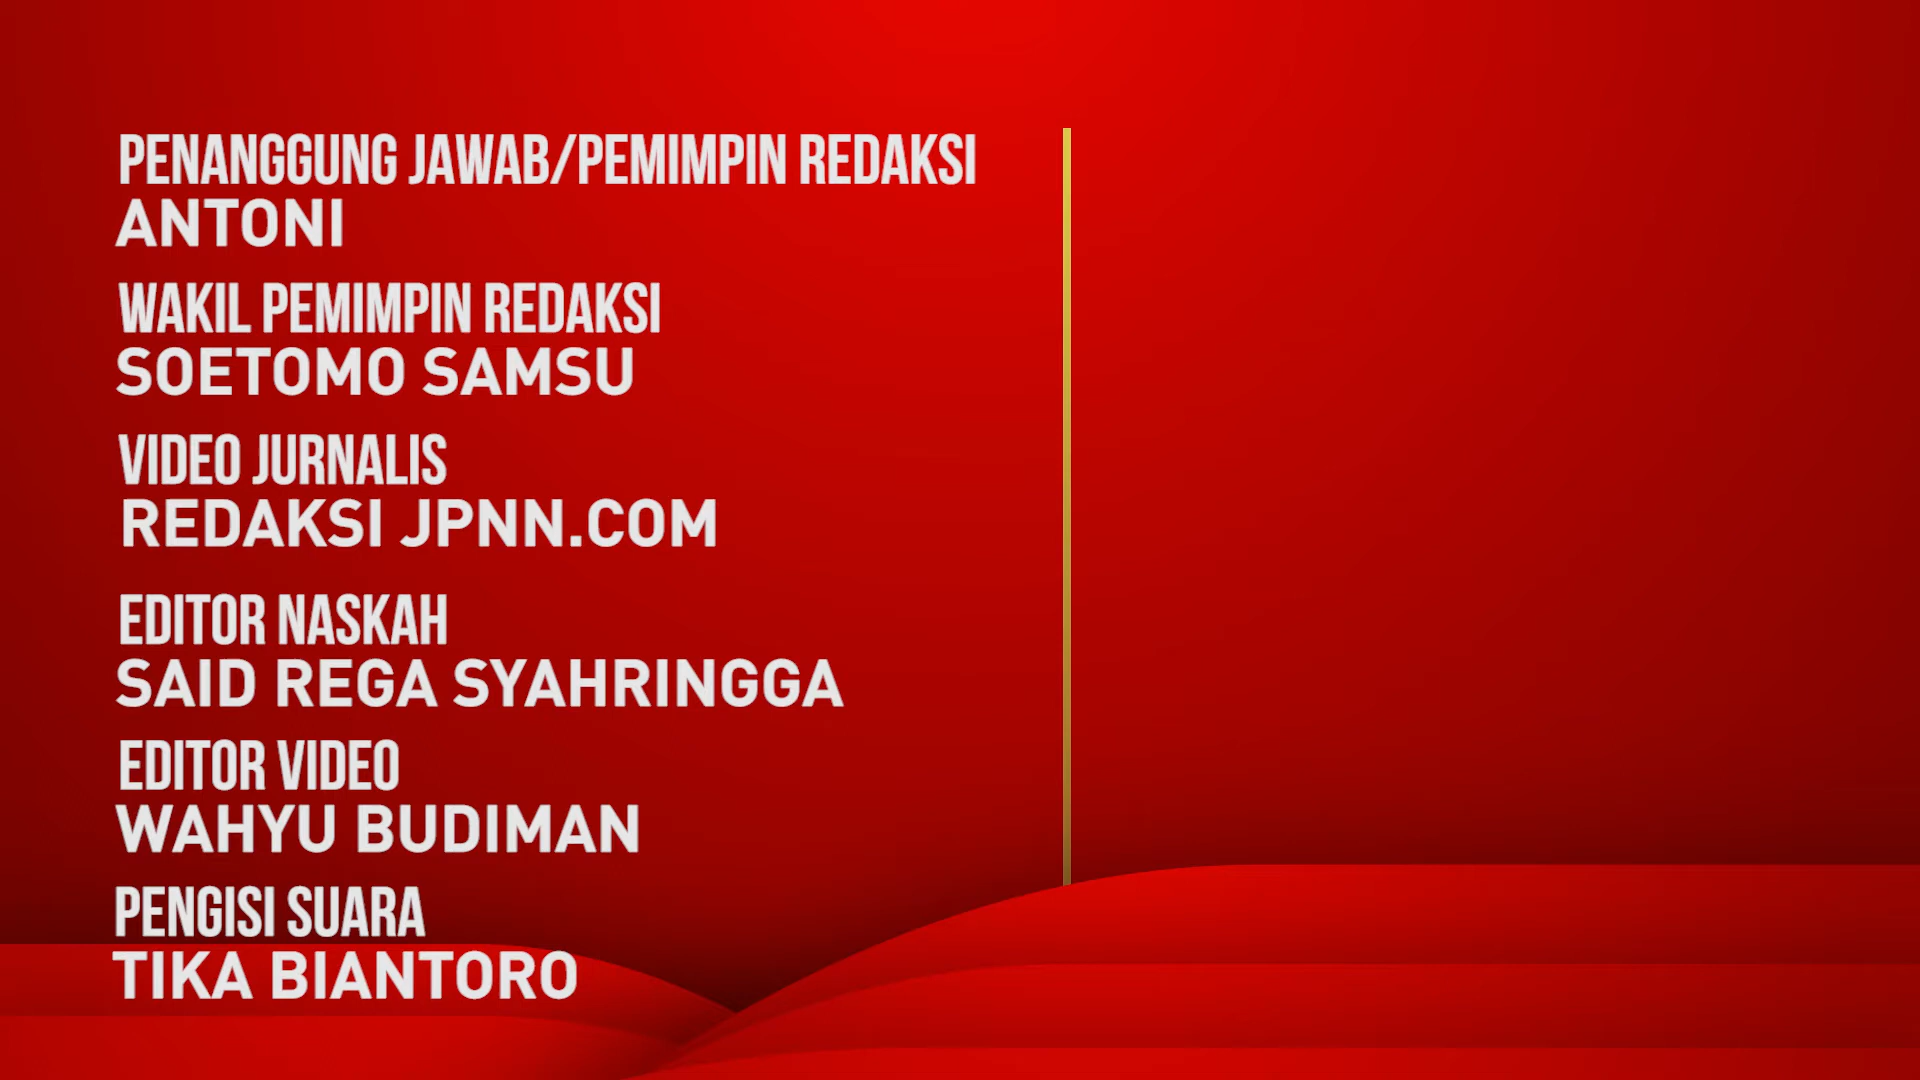 PENANGGUNG JAWAB/PEMIMPIN REDAKSI
ANTONI
WAKIL PEMIMPIN REDAKSI
SOETOMO SAMSU
VIDEO JURNALIS
REDAKSI JPNN.COM
EDITOR NASKAH
SAID REGA SYAHRINGGA
EDITOR VIDEO
WAHYU BUDIMAN
PENGISI SUARA
TIKA BIANTORO